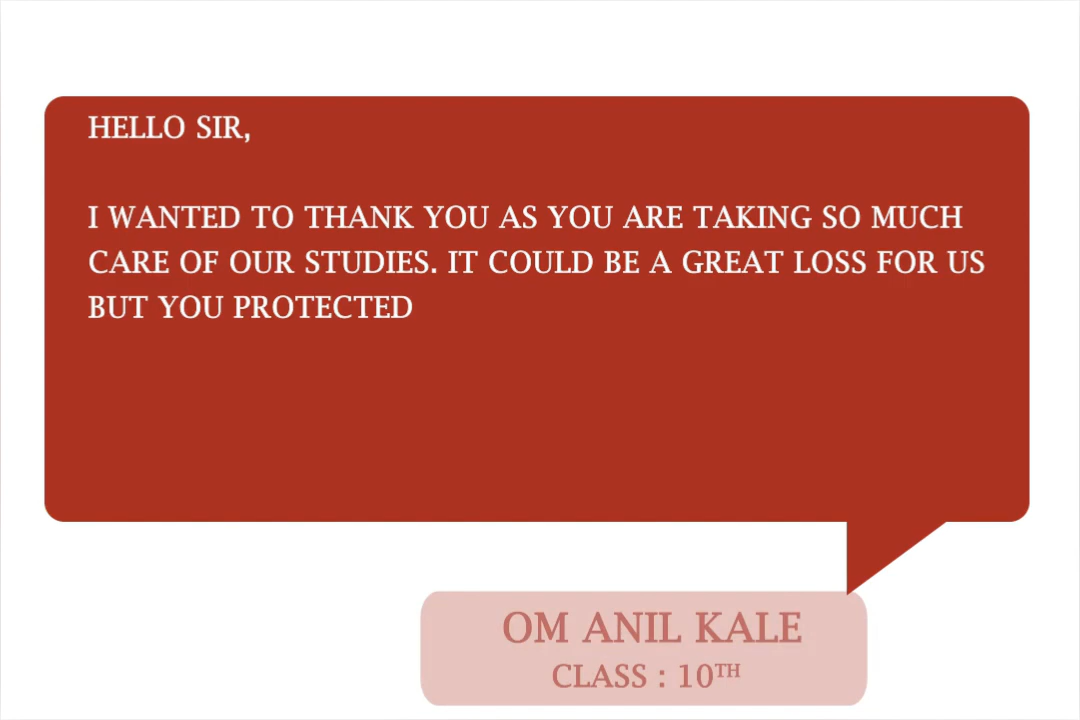 HELLO SIR,
I WANTED TO THANK YOU AS YOU ARE TAKING SO MUCH
CARE OF OUR STUDIES. IT COULD BE A GREAT LOSS FOR US
BUT YOU PROTECTED
OM ANIL KALE
CLASS : 10TH